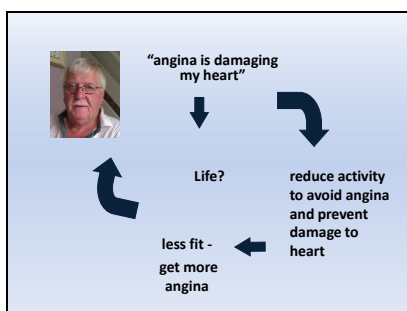 “angina is damaging
my heart”
Life?
reduce activity
to avoid angina
and prevent
damage to
heart
less fit -
get more
angina